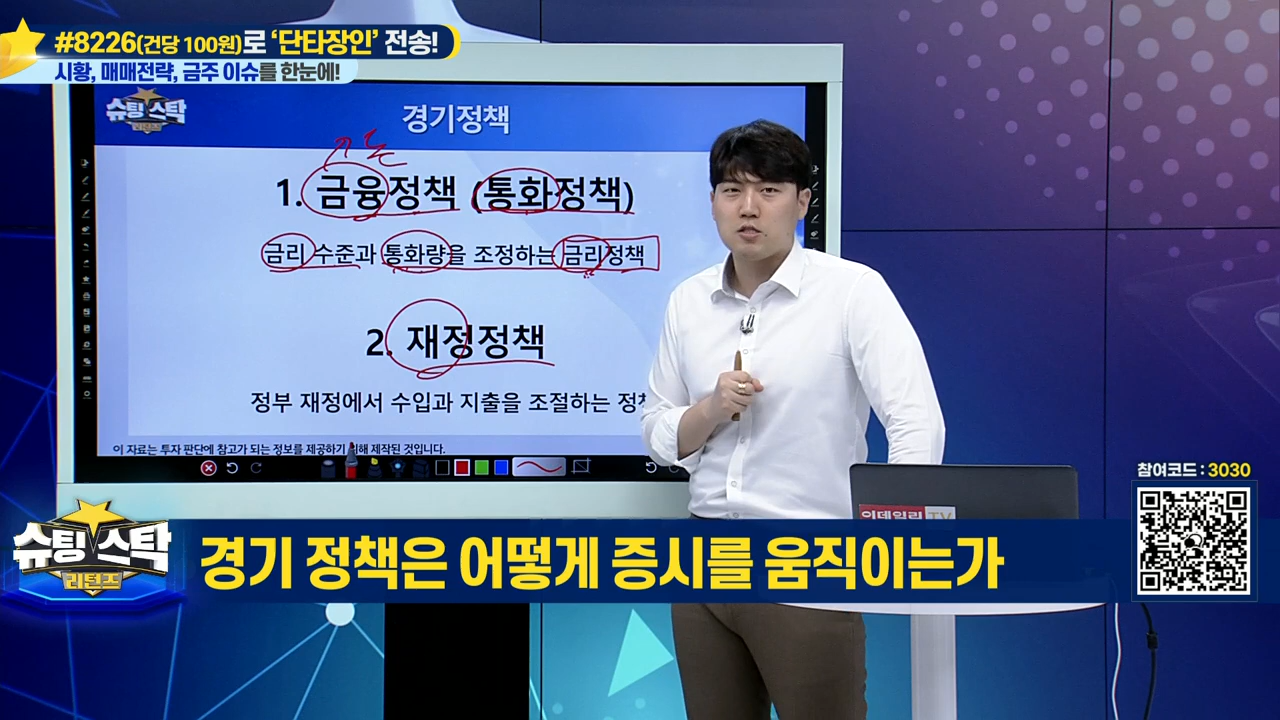 #8226(건당 100원)로 ‘단타장인’ 전송!
시황, 매매전략, 금주 이슈를 한눈에!
슈팅 스탁
리턴즈
경기정책
1. 금융정책 (통화정책)
금리 수준과 통화량을 조정하는 금리정책
2. 재정정책
정부 재정에서 수입과 지출을 조절하는
이 자료는 투자 판단에 참고가 되는 정보를 제공하기 위해 제작된 것입니다.
이데일리 TV
참여코드 : 3030
슈팅 스탁
리턴즈
경기 정책은 어떻게 증시를 움직이는가